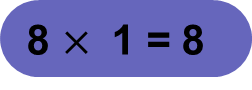 8 × 1 = 8